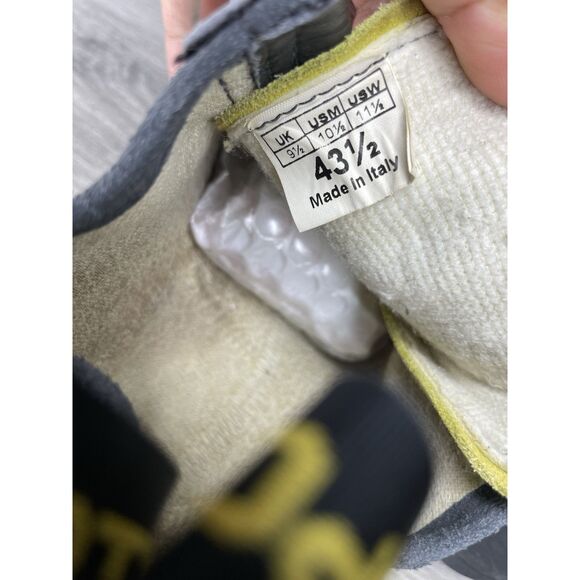 UK USM USW
9½ 10½ 11½
43½
Made in Italy